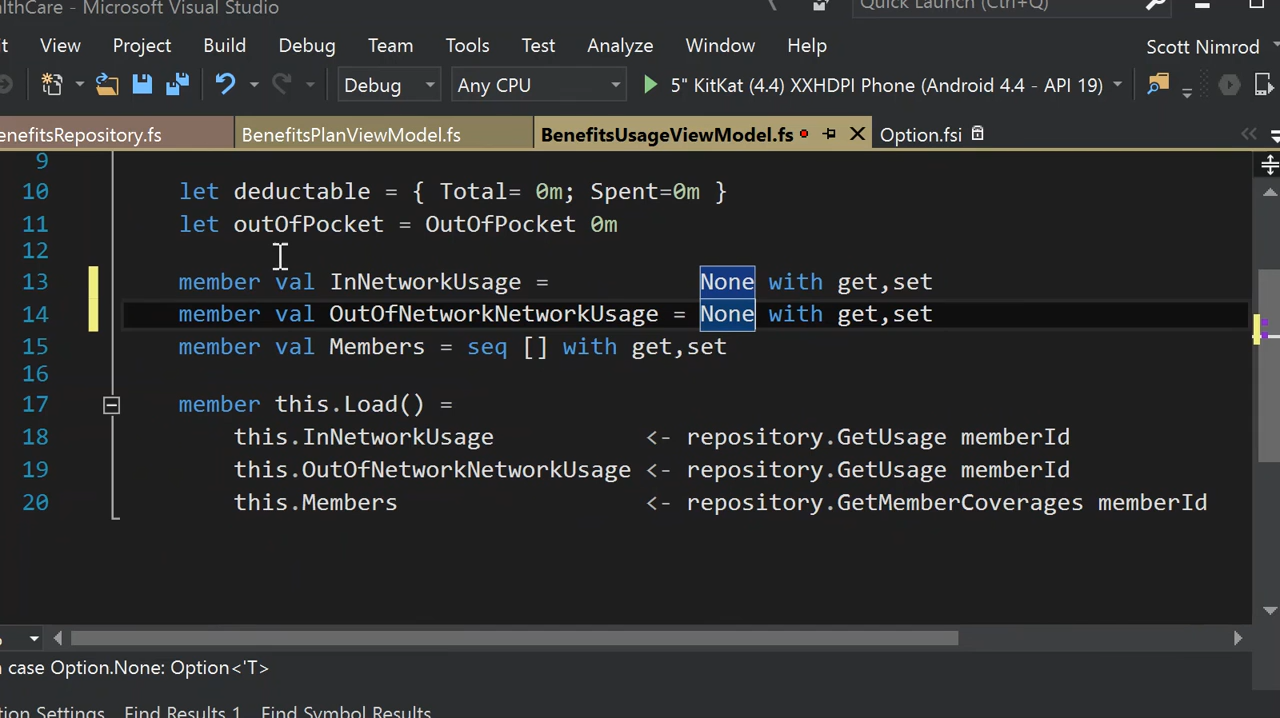 althCare - Microsoft Visual Studio
Quick Launch (Ctrl+Q)
it View Project Build Debug Team Tools Test Analyze Window Help Scott Nimrod
Debug Any CPU 5" KitKat (4.4) XXHDPI Phone (Android 4.4 - API 19)
enefitsRepository.fs BenefitsPlanViewModel.fs BenefitsUsageViewModel.fs Option.fsi
9
10 let deductable = { Total= 0m; Spent=0m }
11 let outOfPocket = OutOfPocket 0m
12
13 member val InNetworkUsage = None with get,set
14 member val OutOfNetworkNetworkUsage = None with get,set
15 member val Members = seq [] with get,set
16
17 member this.Load() =
18 this.InNetworkUsage <- repository.GetUsage memberId
19 this.OutOfNetworkNetworkUsage <- repository.GetUsage memberId
20 this.Members <- repository.GetMemberCoverages memberId
n case Option.None: Option<'T>
tion Settings Find Results 1 Find Symbol Results